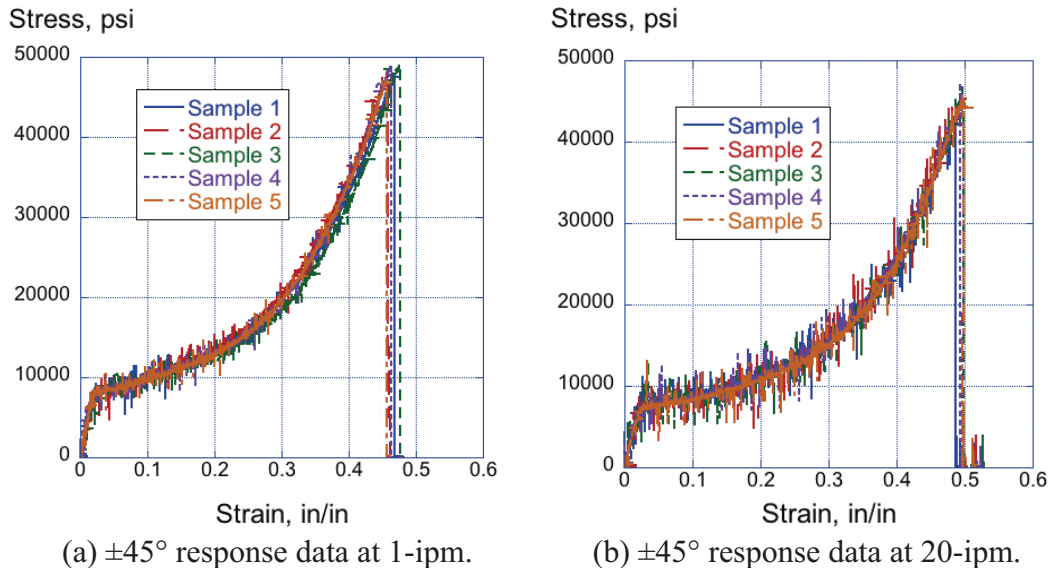 Stress, psi
50000
40000
30000
20000
10000
0
Sample 1
Sample 2
Sample 3
Sample 4
Sample 5
0 0.1 0.2 0.3 0.4 0.5 0.6
Strain, in/in
(a) ±45° response data at 1-ipm.
Stress, psi
50000
40000
30000
20000
10000
0
Sample 1
Sample 2
Sample 3
Sample 4
Sample 5
0 0.1 0.2 0.3 0.4 0.5 0.6
Strain, in/in
(b) ±45° response data at 20-ipm.